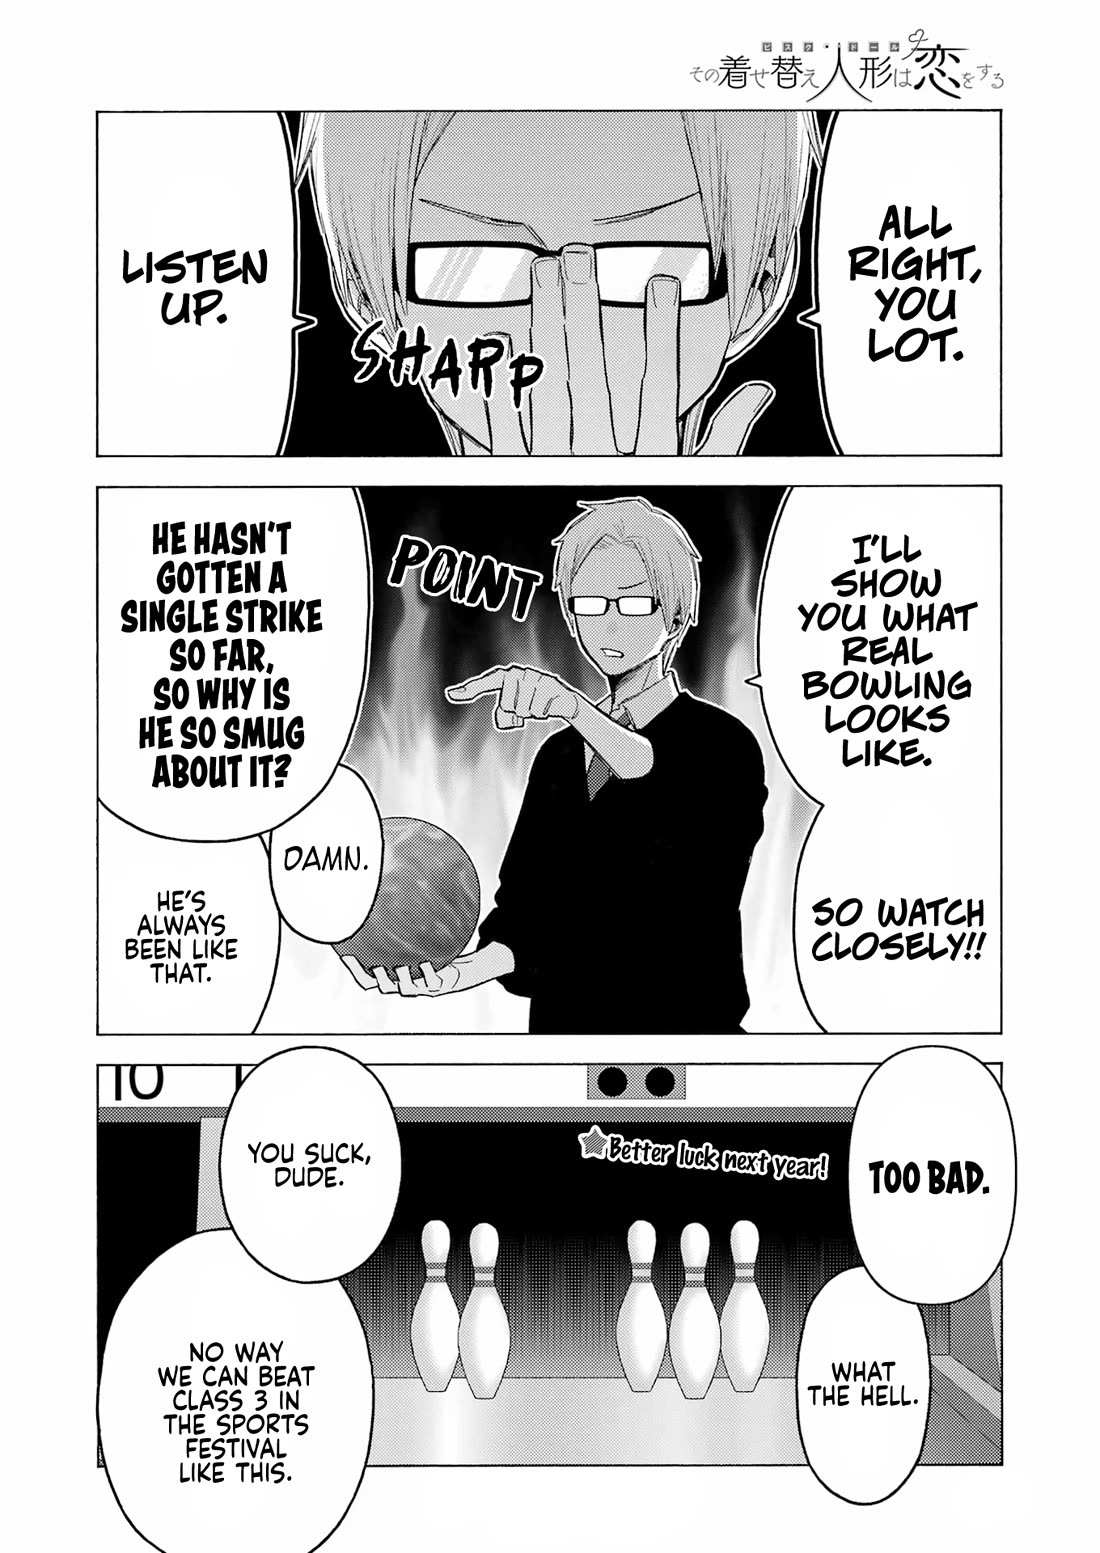 ビスク・ドール
その着せ替え人形は恋をする
ALL
RIGHT,
YOU
LOT.
LISTEN
UP.
SHARP
I'LL
SHOW
YOU WHAT
REAL
BOWLING
LOOKS
LIKE.
SO WATCH
CLOSELY!!
POINT
HE HASN'T
GOTTEN A
SINGLE STRIKE
SO FAR,
SO WHY IS
HE SO SMUG
ABOUT IT?
DAMN.
HE'S
ALWAYS
BEEN LIKE
THAT.
10
TOO BAD.
Better luck next year!
WHAT
THE HELL.
YOU SUCK,
DUDE.
NO WAY
WE CAN BEAT
CLASS 3 IN
THE SPORTS
FESTIVAL
LIKE THIS.